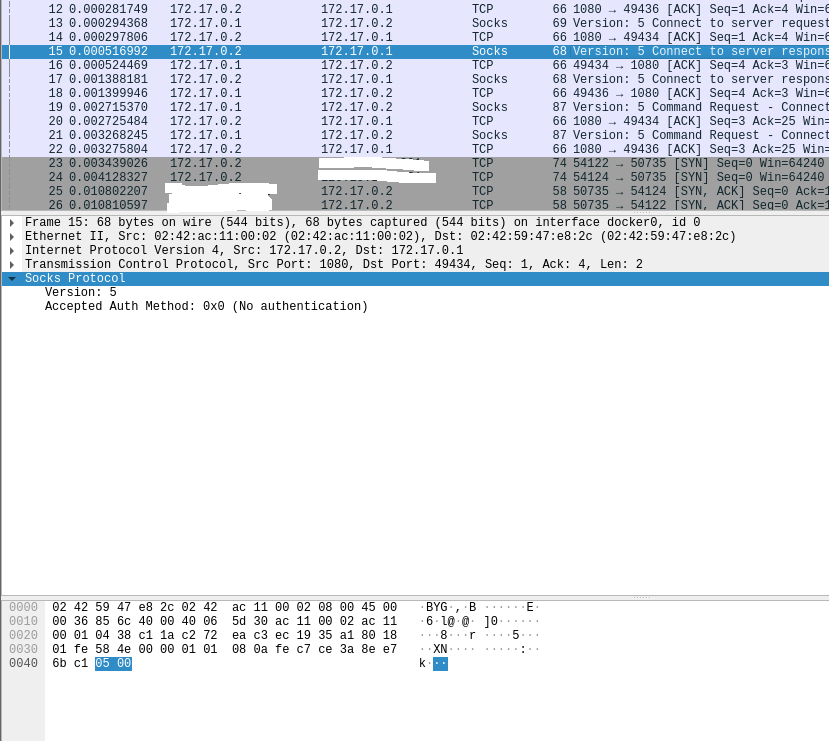 12 0.000281749 172.17.0.2 172.17.0.1 TCP 66 1080 → 49436 [ACK] Seq=1 Ack=4 Win=6
13 0.000294368 172.17.0.1 172.17.0.2 Socks 69 Version: 5 Connect to server request
14 0.000297806 172.17.0.2 172.17.0.1 TCP 66 1080 → 49434 [ACK] Seq=1 Ack=4 Win=6
15 0.000516992 172.17.0.2 172.17.0.1 Socks 68 Version: 5 Connect to server respons
16 0.000524469 172.17.0.1 172.17.0.2 TCP 66 49434 → 1080 [ACK] Seq=4 Ack=3 Win=6
17 0.001388181 172.17.0.2 172.17.0.1 Socks 68 Version: 5 Connect to server respons
18 0.001399946 172.17.0.1 172.17.0.2 TCP 66 49436 → 1080 [ACK] Seq=4 Ack=3 Win=6
19 0.002715370 172.17.0.1 172.17.0.2 Socks 87 Version: 5 Command Request - Connect
20 0.002725484 172.17.0.2 172.17.0.1 TCP 66 1080 → 49434 [ACK] Seq=3 Ack=25 Win=
21 0.003268245 172.17.0.1 172.17.0.2 Socks 87 Version: 5 Command Request - Connect
22 0.003275804 172.17.0.2 172.17.0.1 TCP 66 1080 → 49436 [ACK] Seq=3 Ack=25 Win=
23 0.003439026 172.17.0.2 TCP 74 54122 → 50735 [SYN] Seq=0 Win=64240
24 0.004128327 172.17.0.2 TCP 74 54124 → 50735 [SYN] Seq=0 Win=64240
25 0.010802207 172.17.0.2 TCP 58 50735 → 54124 [SYN, ACK] Seq=0 Ack=1
26 0.010810597 172.17.0.2 TCP 58 50735 → 54122 [SYN, ACK] Seq=0 Ack=1
Frame 15: 68 bytes on wire (544 bits), 68 bytes captured (544 bits) on interface docker0, id 0
Ethernet II, Src: 02:42:ac:11:00:02 (02:42:ac:11:00:02), Dst: 02:42:59:47:e8:2c (02:42:59:47:e8:2c)
Internet Protocol Version 4, Src: 172.17.0.2, Dst: 172.17.0.1
Transmission Control Protocol, Src Port: 1080, Dst Port: 49434, Seq: 1, Ack: 4, Len: 2
Socks Protocol
Version: 5
Accepted Auth Method: 0x0 (No authentication)
0000 02 42 59 47 e8 2c 02 42 ac 11 00 02 08 00 45 00 ·BYG·,·B ······E·
0010 00 36 85 6c 40 00 40 06 5d 30 ac 11 00 02 ac 11 ·6·l@·@· ]0······
0020 00 01 04 38 c1 1a c2 72 ea c3 ec 19 35 a1 80 18 ···8···r ····5···
0030 01 fe 58 4e 00 00 01 01 08 0a fe c7 ce 3a 8e e7 ··XN···· ·····:··
0040 6b c1 05 00 k···